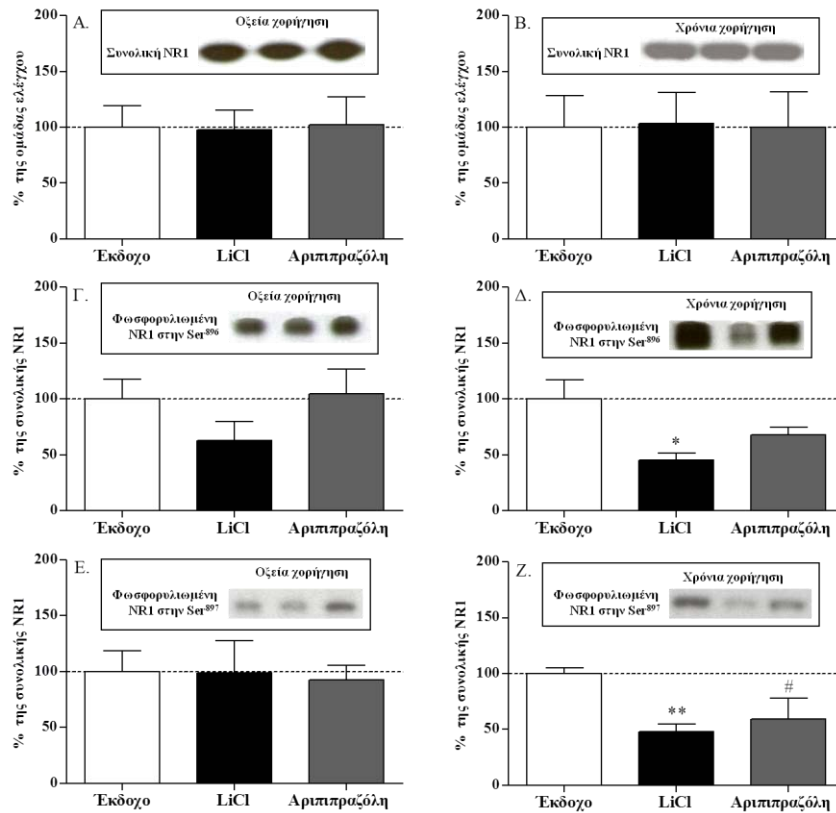 Α.
Οξεία χορήγηση
Συνολική NR1
% της ομάδας ελέγχου
200
150
100
50
0
Έκδοχο LiCl Αριπιπραζόλη
Β.
Χρόνια χορήγηση
Συνολική NR1
% της ομάδας ελέγχου
200
150
100
50
0
Έκδοχο LiCl Αριπιπραζόλη
Γ.
Οξεία χορήγηση
Φωσφορυλιωμένη
NR1 στην Ser⁸⁹⁶
% της συνολικής NR1
200
150
100
50
0
Έκδοχο LiCl Αριπιπραζόλη
Δ.
Χρόνια χορήγηση
Φωσφορυλιωμένη
NR1 στην Ser⁸⁹⁶
% της συνολικής NR1
200
150
100
50
0
*
Έκδοχο LiCl Αριπιπραζόλη
Ε.
Οξεία χορήγηση
Φωσφορυλιωμένη
NR1 στην Ser⁸⁹⁷
% της συνολικής NR1
200
150
100
50
0
Έκδοχο LiCl Αριπιπραζόλη
Ζ.
Χρόνια χορήγηση
Φωσφορυλιωμένη
NR1 στην Ser⁸⁹⁷
% της συνολικής NR1
200
150
100
50
0
**
#
Έκδοχο LiCl Αριπιπραζόλη